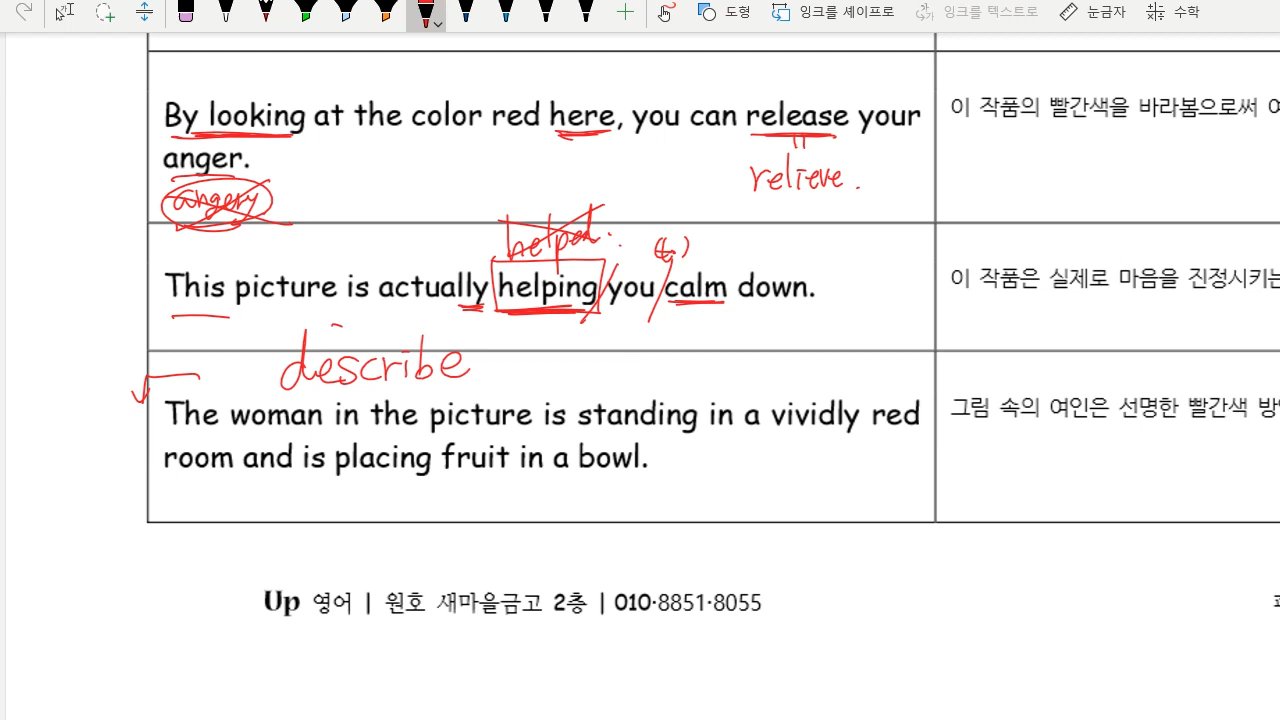 도형 잉크를 셰이프로 잉크를 텍스트로 눈금자 수학
By looking at the color red here, you can release your
anger.
이 작품의 빨간색을 바라봄으로써
relieve.
angery
helped.
(to)
This picture is actually helping you calm down.
이 작품은 실제로 마음을 진정시키는
describe
The woman in the picture is standing in a vividly red
room and is placing fruit in a bowl.
그림 속의 여인은 선명한 빨간색
Up 영어 | 원호 새마을금고 2층 | 010·8851·8055